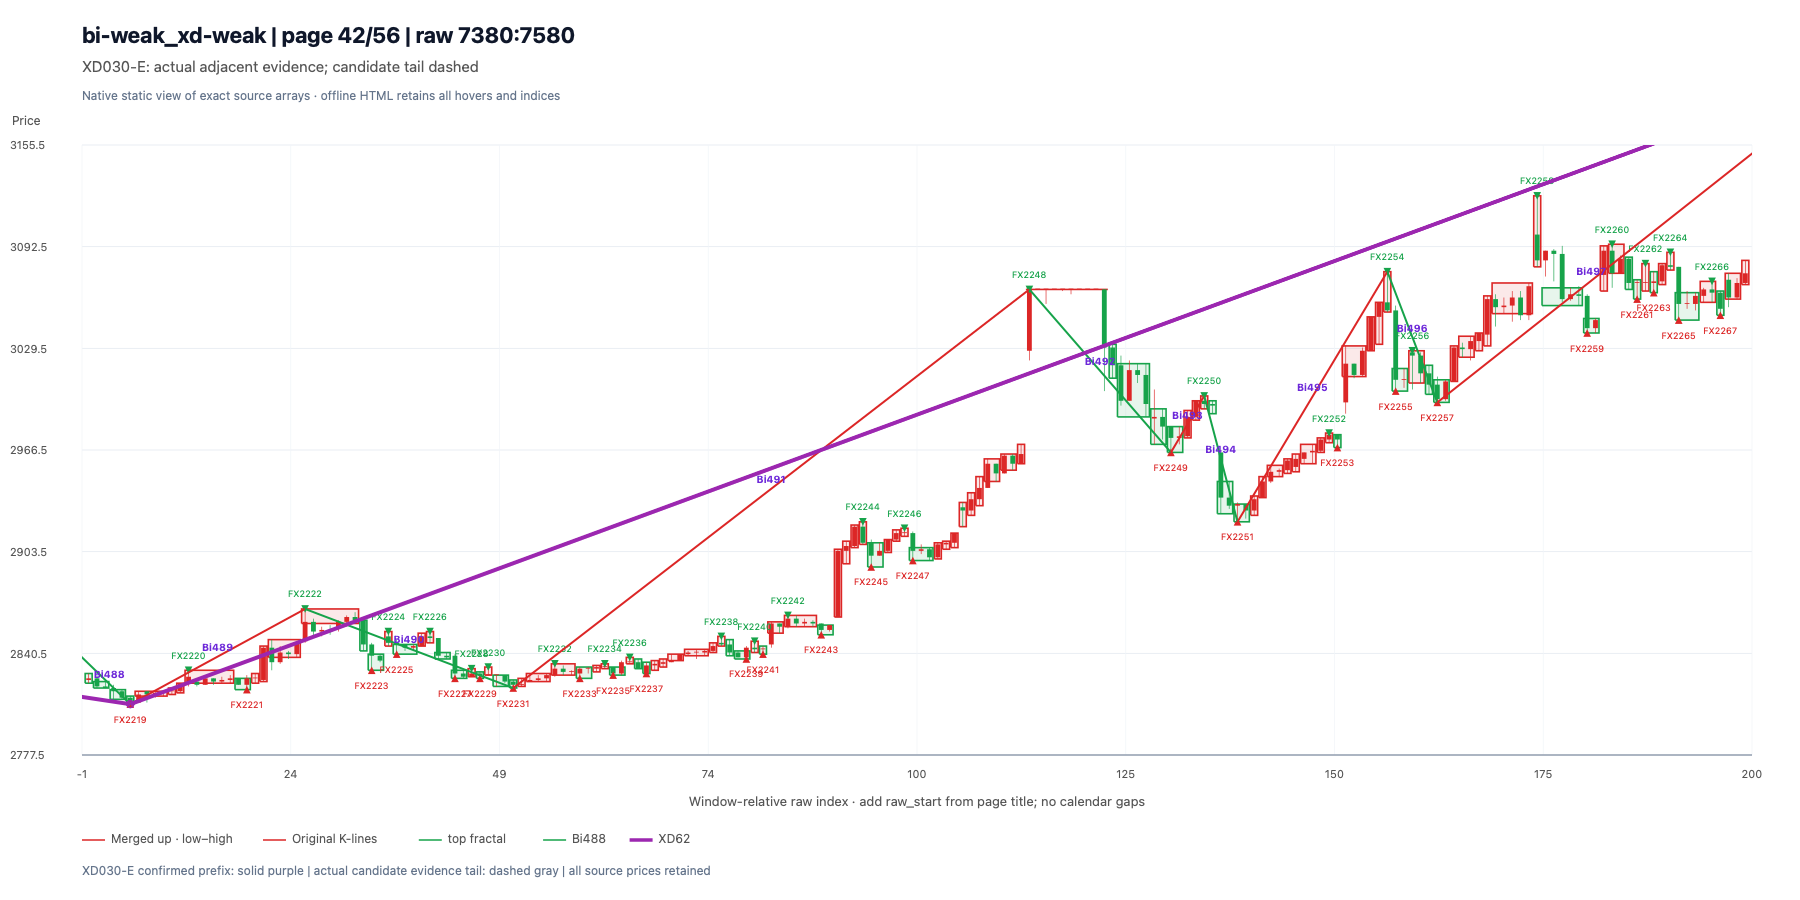 bi-weak_xd-weak | page 42/56 | raw 7380:7580
XD030-E: actual adjacent evidence; candidate tail dashed
Native static view of exact source arrays · offline HTML retains all hovers and indices
Price
3155.5
3092.5
3029.5
2966.5
2903.5
2840.5
2777.5
FX2260
FX2264
FX2262
FX2254
FX2248
Bi496
FX2261
FX2263
FX2265
FX2267
FX2266
FX2259
Bi492
FX2250
Bi495
FX2255
FX2257
FX2252
Bi494
FX2253
FX2249
Bi491
FX2244
FX2246
FX2251
FX2245
FX2247
FX2222
FX2242
FX2224
FX2226
FX2238
Bi489
FX2236
FX2220
FX2232
FX2234
FX2243
FX2225
FX2241
Bi488
FX2223
FX2229
FX2233
FX2235
FX2237
FX2221
FX2231
FX2219
-1 24 49 74 100 125 150 175 200
Window-relative raw index · add raw_start from page title; no calendar gaps
Merged up · low–high
Original K-lines
top fractal
Bi488
XD62
XD030-E confirmed prefix: solid purple | actual candidate evidence tail: dashed gray | all source prices retained